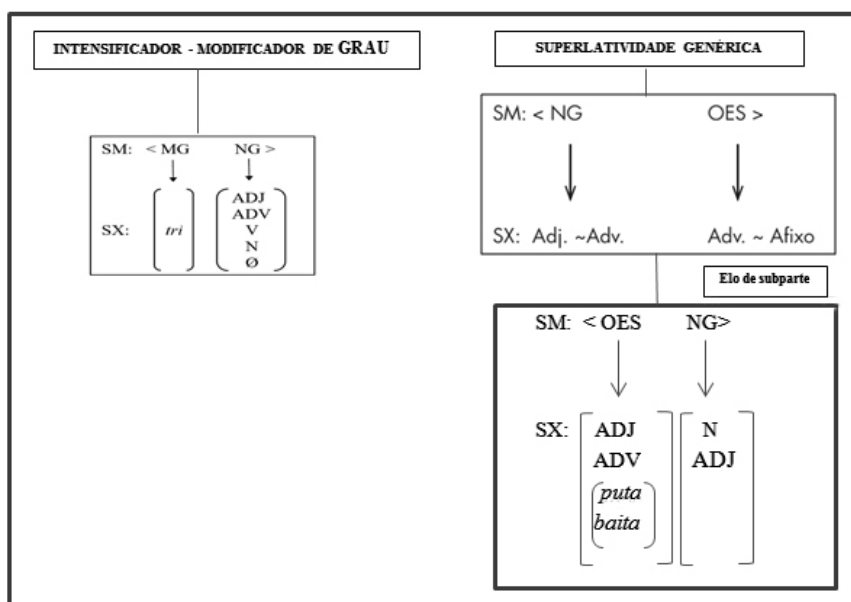 INTENSIFICADOR - MODIFICADOR DE GRAU
SM: < MG NG >
SX: tri
ADJ
ADV
V
N
Ø
SUPERLATIVIDADE GENÉRICA
SM: < NG OES >
SX: Adj. ~Adv. Adv. ~ Afixo
Elo de subparte
SM: < OES NG>
SX: ADJ N
ADV ADJ
puta
baita